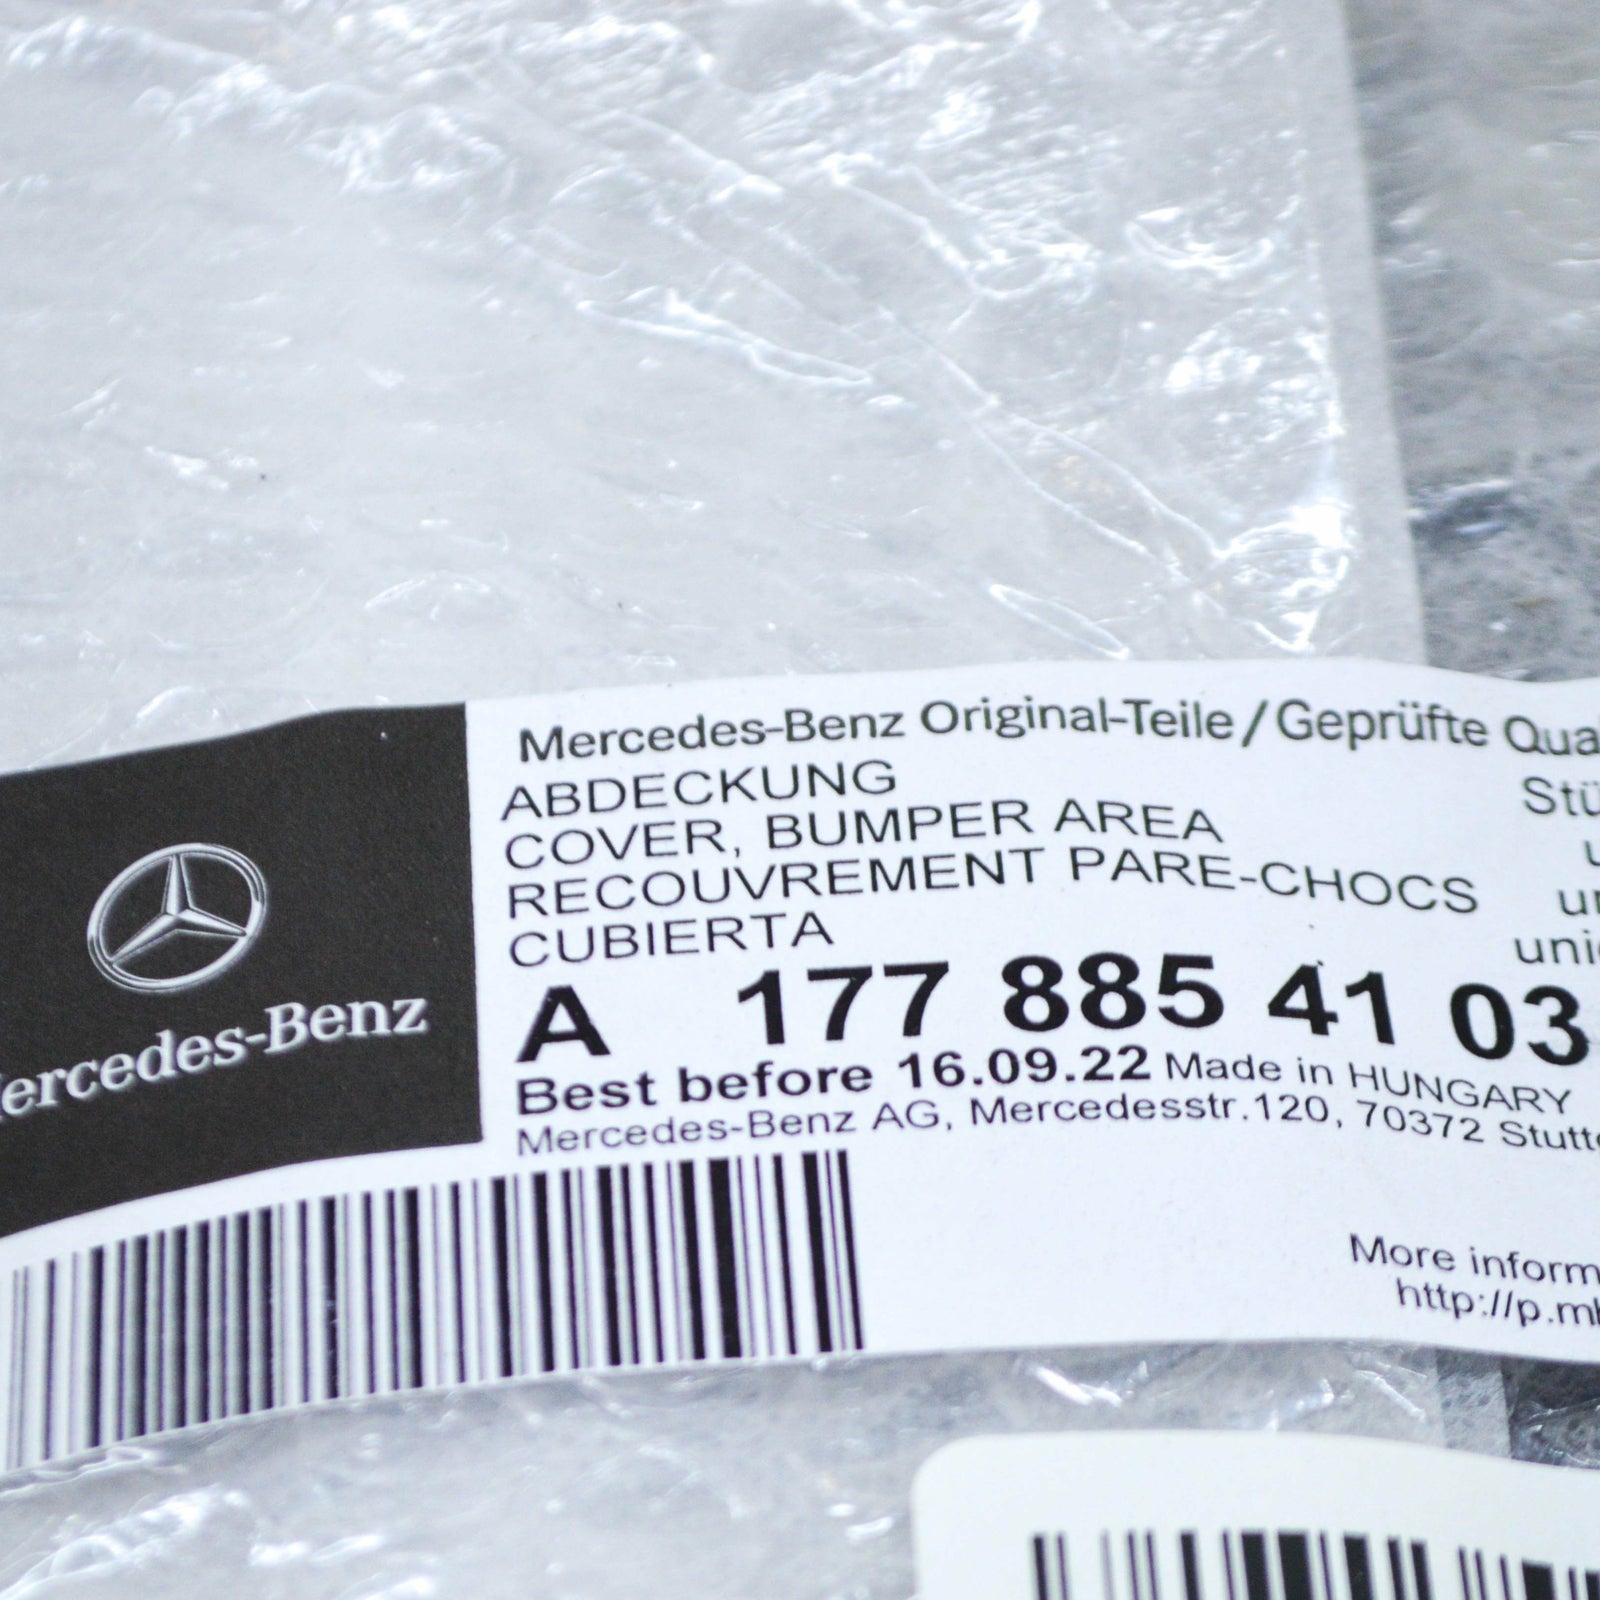 Mercedes-Benz
Mercedes-Benz Original-Teile/Geprüfte
ABDECKUNG
COVER, BUMPER AREA
RECOUVREMENT PARE-CHOCS
CUBIERTA
A 177 885 41 03
Best before 16.09.22 Made in HUNGARY
Mercedes-Benz AG, Mercedesstr.120, 70372
More